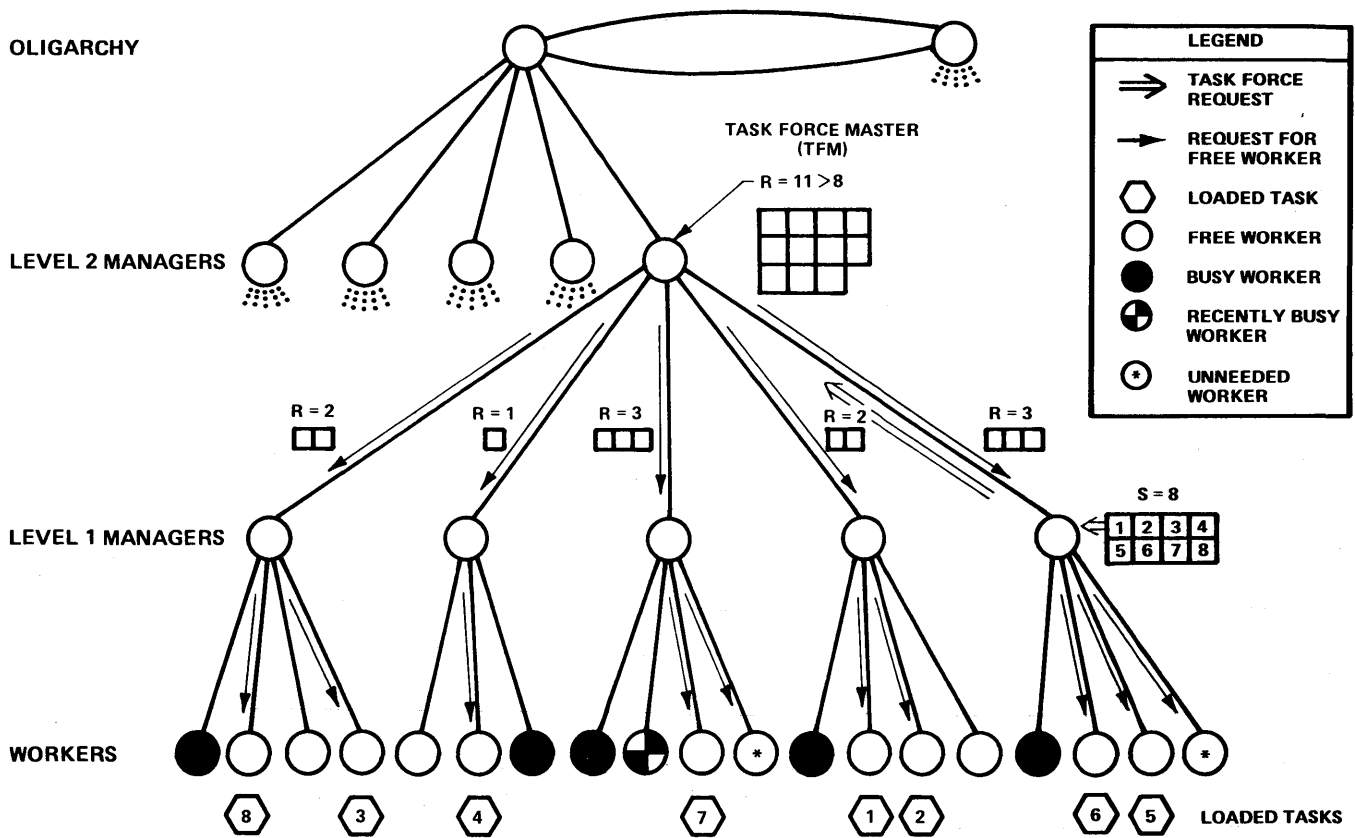 OLIGARCHY
LEGEND
TASK FORCE
REQUEST
REQUEST FOR
FREE WORKER
LOADED TASK
FREE WORKER
BUSY WORKER
RECENTLY BUSY
WORKER
*
UNNEEDED
WORKER
TASK FORCE MASTER
(TFM)
R = 11 >8
LEVEL 2 MANAGERS
R = 2
R = 1
R = 3
R = 2
R = 3
S = 8
1 2 3 4
5 6 7 8
LEVEL 1 MANAGERS
WORKERS
*
*
8
3
4
7
1
2
6
5
LOADED TASKS